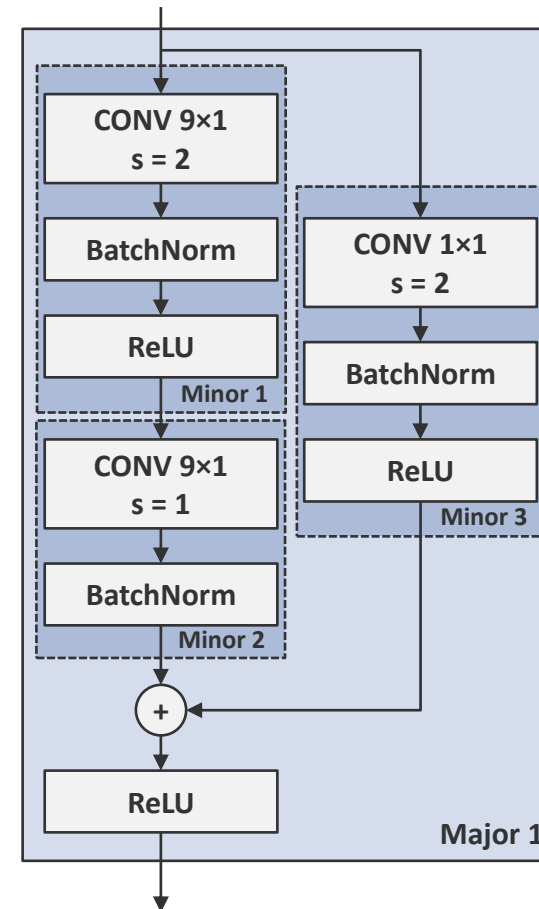 CONV 9×1
s = 2
BatchNorm
ReLU
Minor 1
CONV 9×1
s = 1
BatchNorm
Minor 2
CONV 1×1
s = 2
BatchNorm
ReLU
Minor 3
+
ReLU
Major 1